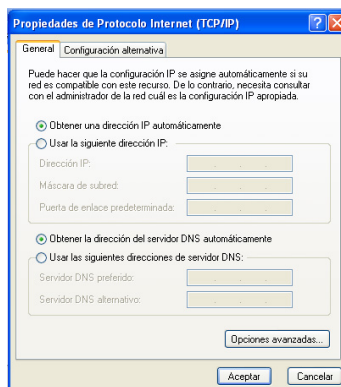 Propiedades de Protocolo Internet (TCP/IP)
General
Configuración alternativa
Puede hacer que la configuración IP se asigne automáticamente si su
red es compatible con este recurso. De lo contrario, necesita consultar
con el administrador de la red cuál es la configuración IP apropiada.
Obtener una dirección IP automáticamente
Usar la siguiente dirección IP:
Dirección IP:
Máscara de subred:
Puerta de enlace predeterminada:
Obtener la dirección del servidor DNS automáticamente
Usar las siguientes direcciones de servidor DNS:
Servidor DNS preferido:
Servidor DNS alternativo:
Opciones avanzadas...
Aceptar
Cancelar